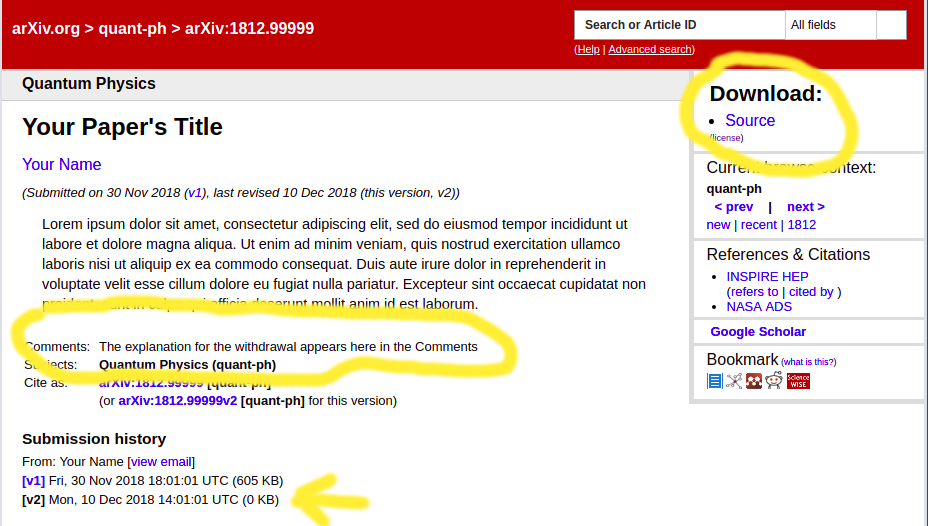 arXiv.org > quant-ph > arXiv:1812.99999
Search or Article ID
All fields
(Help | Advanced search)
Quantum Physics
Your Paper's Title
Your Name
(Submitted on 30 Nov 2018 (v1), last revised 10 Dec 2018 (this version, v2))
Lorem ipsum dolor sit amet, consectetur adipiscing elit, sed do eiusmod tempor incididunt ut
labore et dolore magna aliqua. Ut enim ad minim veniam, quis nostrud exercitation ullamco
laboris nisi ut aliquip ex ea commodo consequat. Duis aute irure dolor in reprehenderit in
voluptate velit esse cillum dolore eu fugiat nulla pariatur. Excepteur sint occaecat cupidatat non
proident, sunt in culpa qui officia deserunt mollit anim id est laborum.
Comments: The explanation for the withdrawal appears here in the Comments
Subjects: Quantum Physics (quant-ph)
Cite as: arXiv:1812.99999 [quant-ph]
(or arXiv:1812.99999v2 [quant-ph] for this version)
Submission history
From: Your Name [view email]
[v1] Fri, 30 Nov 2018 18:01:01 UTC (605 KB)
[v2] Mon, 10 Dec 2018 14:01:01 UTC (0 KB)
Download:
• Source
(license)
Current browse context:
quant-ph
< prev | next >
new | recent | 1812
References & Citations
• INSPIRE HEP
(refers to | cited by )
• NASA ADS
Google Scholar
Bookmark (what is this?)
Science
WISE